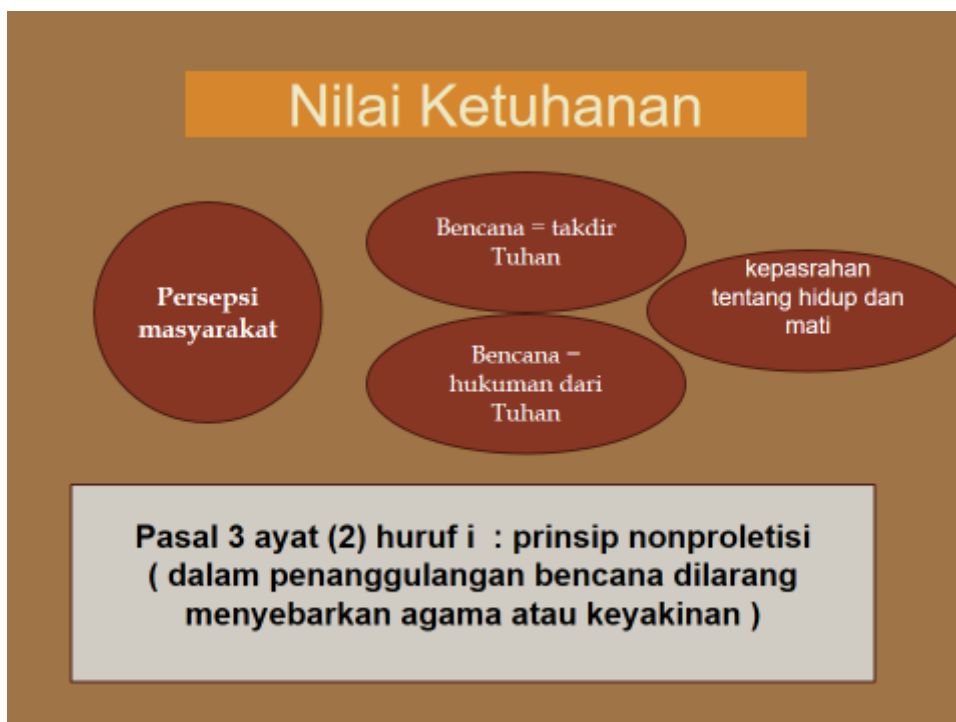 Nilai Ketuhanan
Persepsi
masyarakat
Bencana = takdir
Tuhan
Bencana =
hukuman dari
Tuhan
kepasrahan
tentang hidup dan
mati
Pasal 3 ayat (2) huruf i : prinsip nonproletisi
( dalam penanggulangan bencana dilarang
menyebarkan agama atau keyakinan )